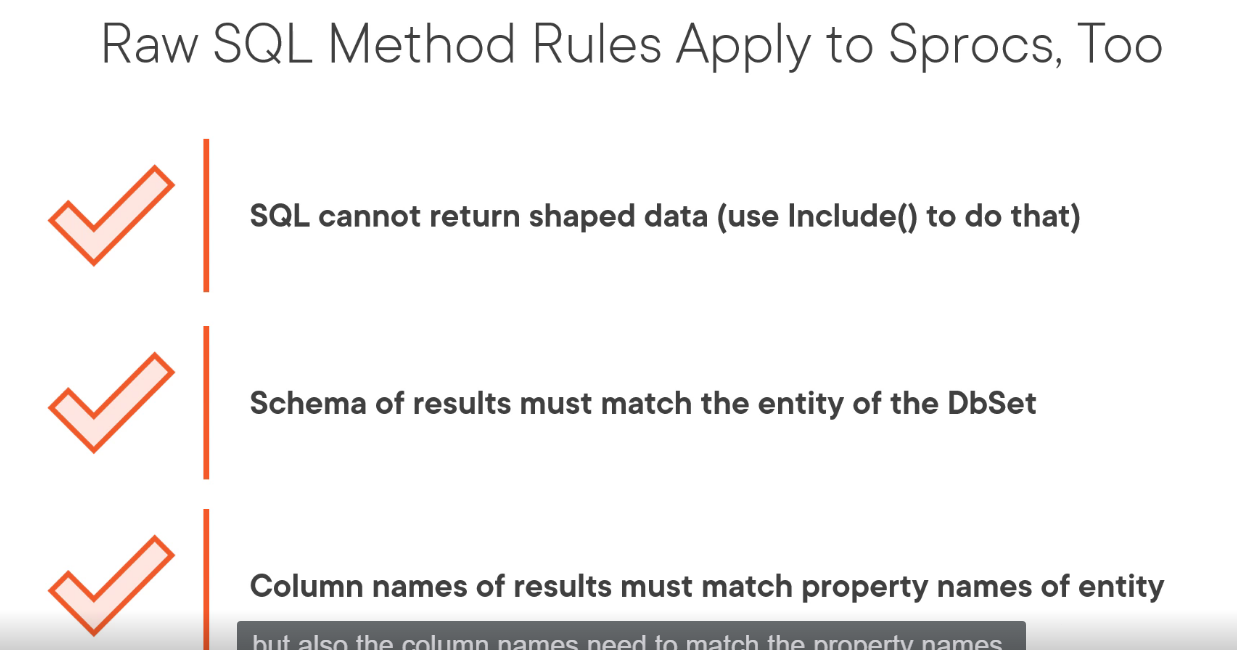 Raw SQL Method Rules Apply to Sprocs, Too
SQL cannot return shaped data (use Include() to do that)
Schema of results must match the entity of the DbSet
Column names of results must match property names of entity
but also the column names need to match the property names